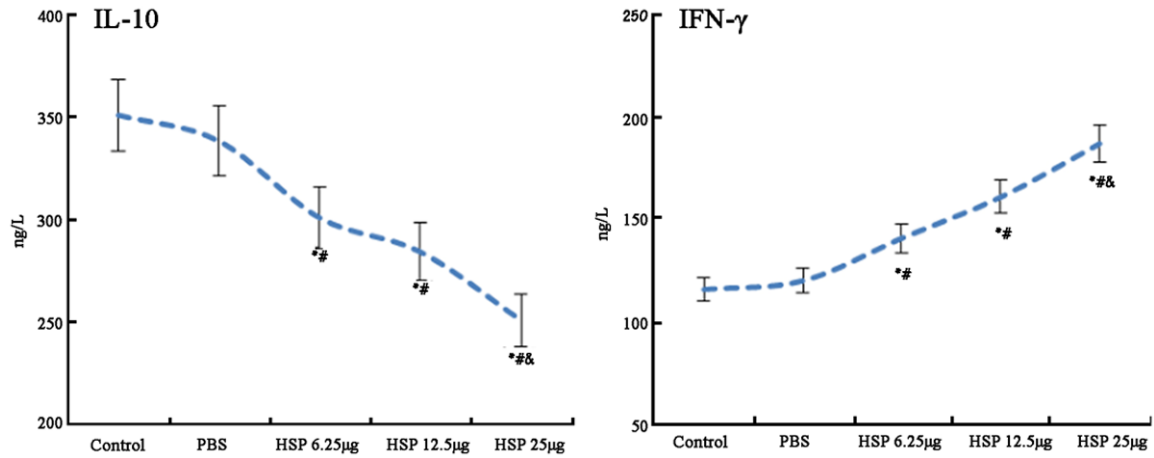 IL-10
400
350
300
250
200
ng/L
*#
*#
*#&
Control PBS HSP 6.25µg HSP 12.5µg HSP 25µg
IFN-γ
250
200
150
100
50
ng/L
*#
*#
*#&
Control PBS HSP 6.25µg HSP 12.5µg HSP 25µg